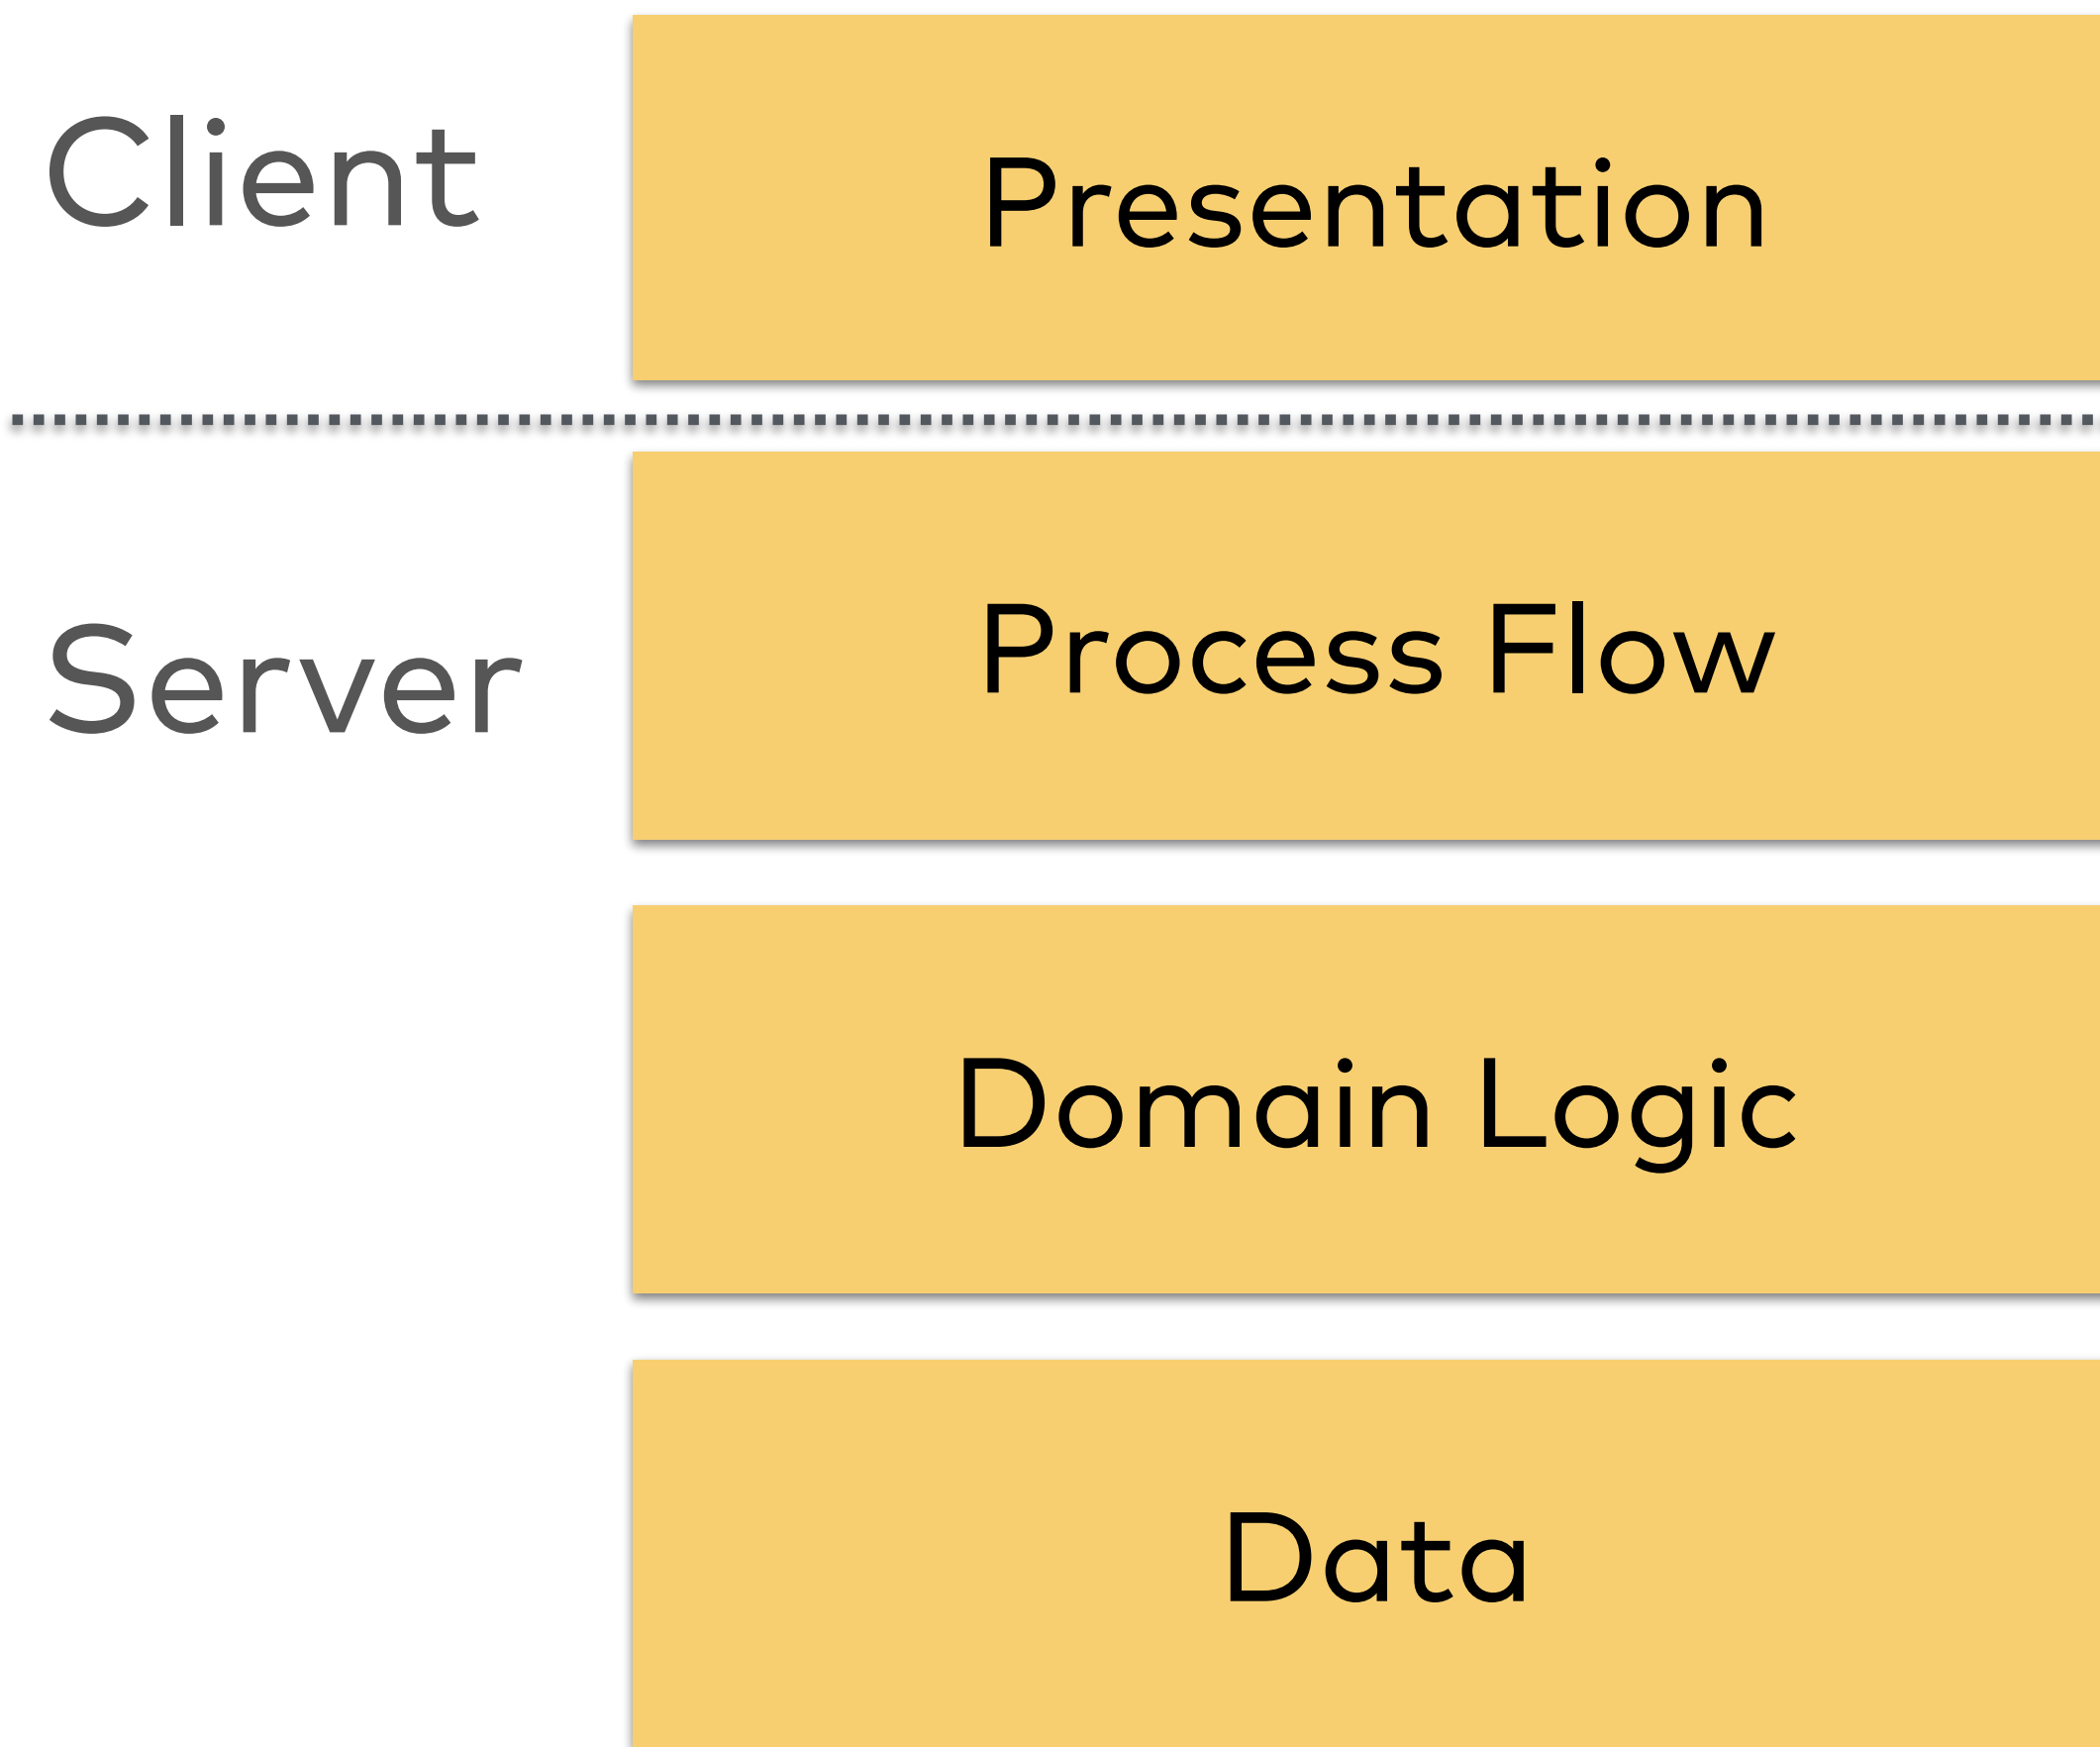 Client
Presentation
Server
Process Flow
Domain Logic
Data